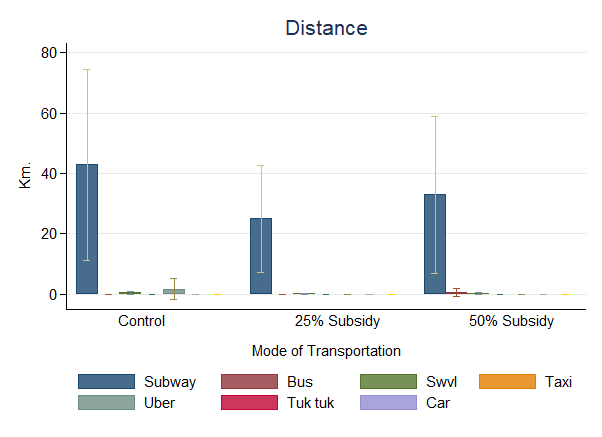 Distance
80
60
40
20
0
Km.
Control 25% Subsidy 50% Subsidy
Mode of Transportation
Subway Bus Swvl Taxi
Uber Tuk tuk Car